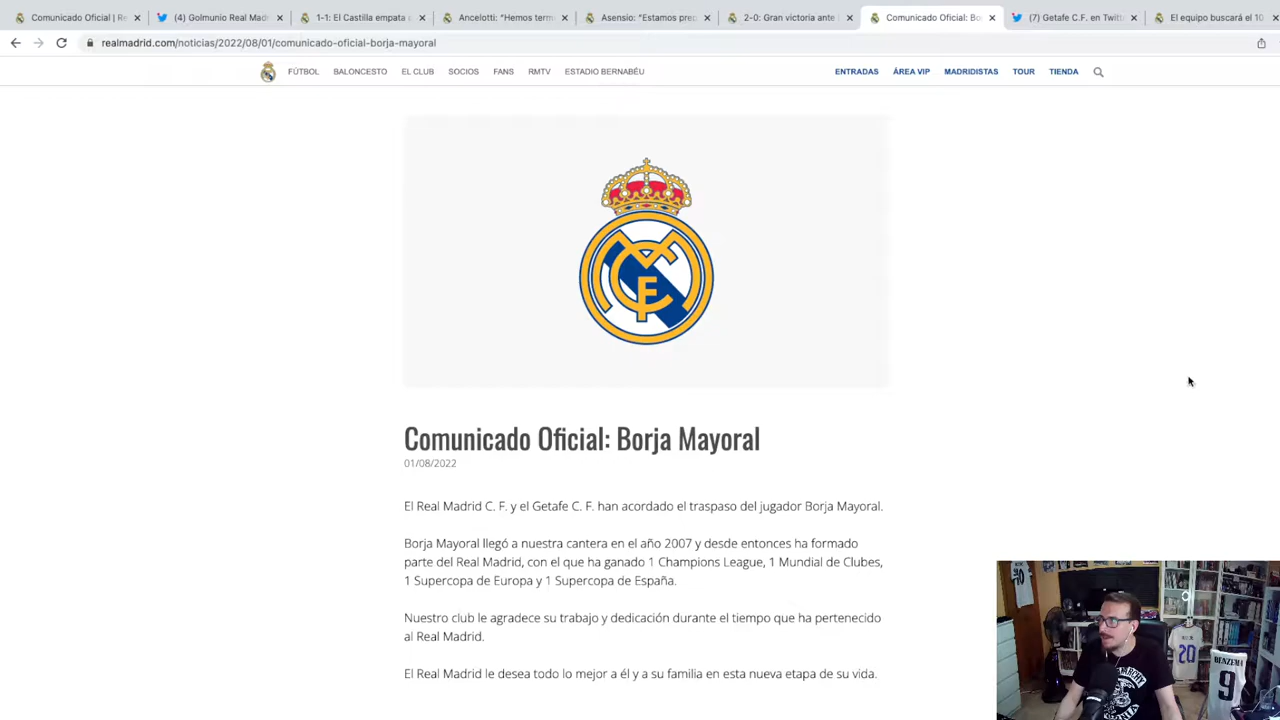 Comunicado Oficial | Re
(4) Golmunio Real Madri
1-1: El Castilla empata c
Ancelotti: “Hemos term
Asensio: “Estamos prep
2-0: Gran victoria ante l
Comunicado Oficial: Bo
(7) Getafe C.F. en Twitt
El equipo buscará el 10
realmadrid.com/noticias/2022/08/01/comunicado-oficial-borja-mayoral
FÚTBOL BALONCESTO EL CLUB SOCIOS FANS RMTV ESTADIO BERNABÉU ENTRADAS ÁREA VIP MADRIDISTAS TOUR TIENDA
Comunicado Oficial: Borja Mayoral
01/08/2022
El Real Madrid C. F. y el Getafe C. F. han acordado el traspaso del jugador Borja Mayoral.
Borja Mayoral llegó a nuestra cantera en el año 2007 y desde entonces ha formado
parte del Real Madrid, con el que ha ganado 1 Champions League, 1 Mundial de Clubes,
1 Supercopa de Europa y 1 Supercopa de España.
Nuestro club le agradece su trabajo y dedicación durante el tiempo que ha pertenecido
al Real Madrid.
El Real Madrid le desea todo lo mejor a él y a su familia en esta nueva etapa de su vida.
20
BENZEMA
9